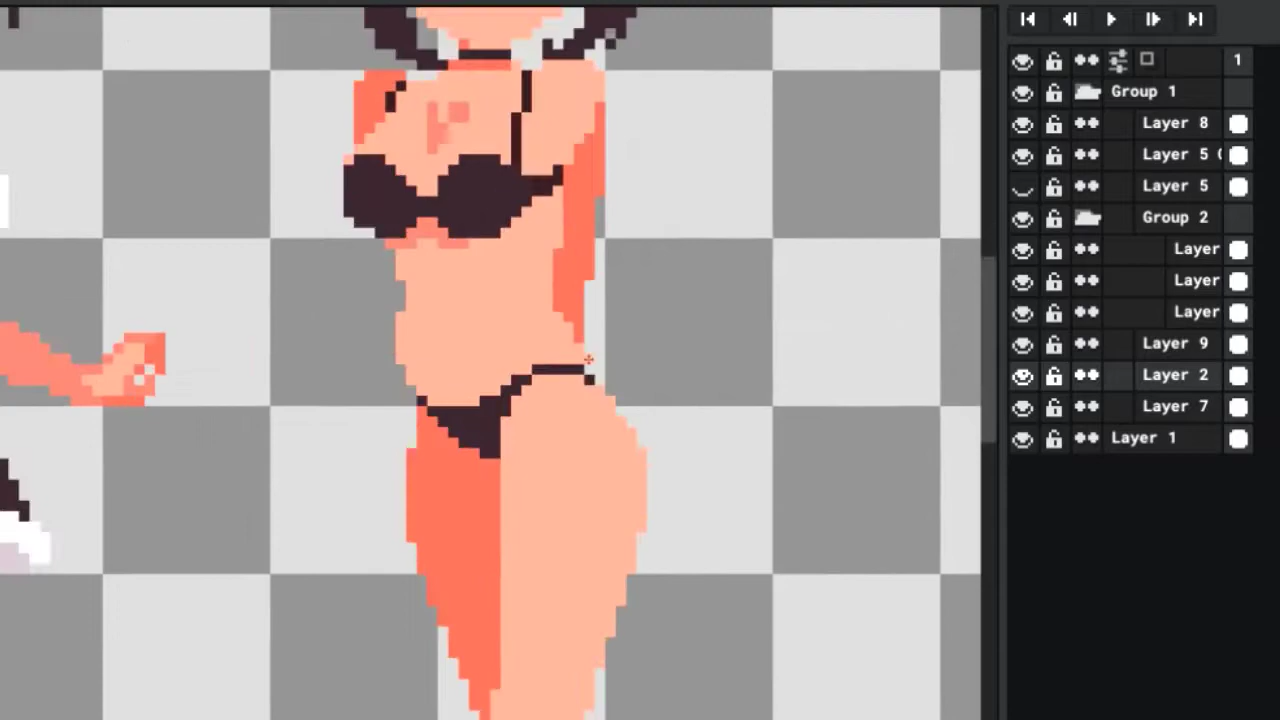 1
Group 1
Layer 8
Layer 5
Layer 5
Group 2
Layer
Layer
Layer
Layer 9
Layer 2
Layer 7
Layer 1